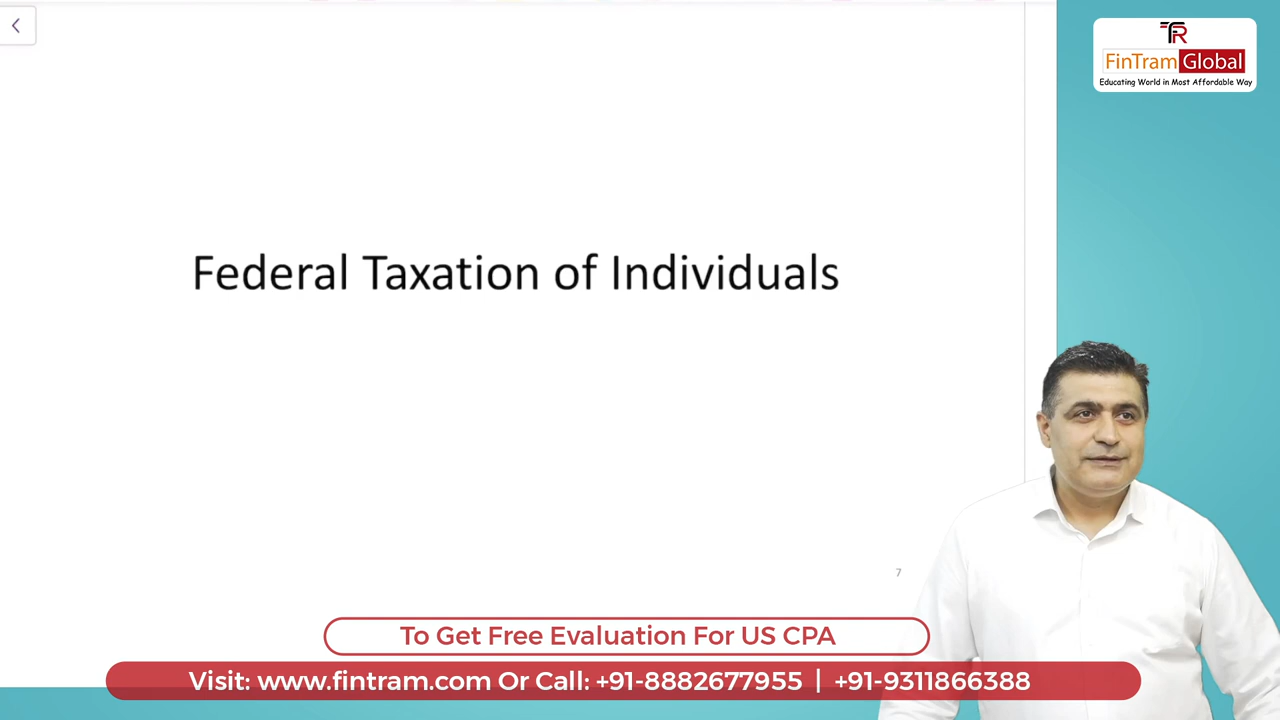 TR
FinTram Global
Educating World in Most Affordable Way
Federal Taxation of Individuals
7
To Get Free Evaluation For US CPA
Visit: www.fintram.com Or Call: +91-8882677955 | +91-9311866388